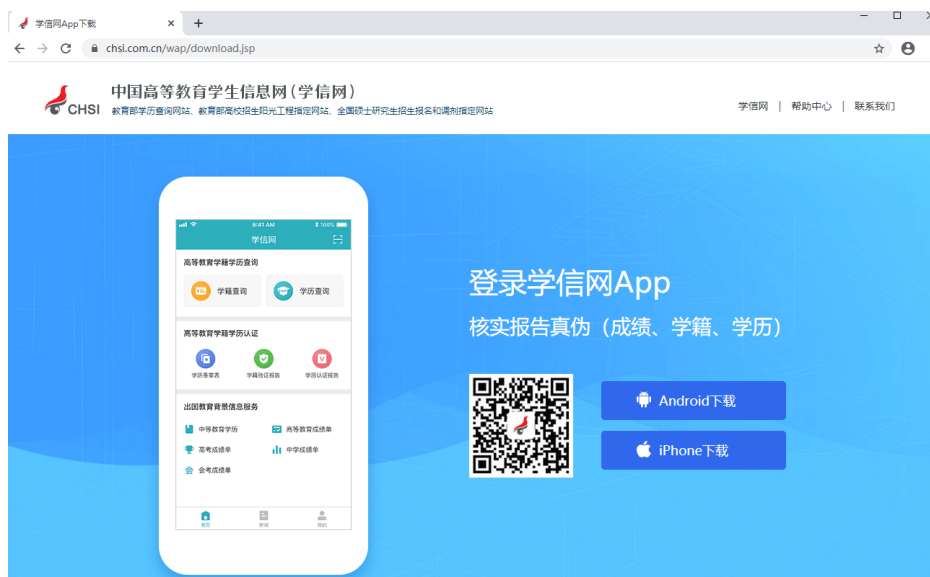 学信网App下载
chsi.com.cn/wap/download.jsp
CHSI
中国高等教育学生信息网(学信网)
教育部学历查询网站、教育部高校招生阳光工程指定网站、全国硕士研究生招生报名和调剂指定网站
学信网 | 帮助中心 | 联系我们
9:41 AM 100%
学信网
高等教育学籍学历查询
学籍查询 学历查询
高等教育学籍学历认证
学历备案表 学籍验证报告 学历认证报告
出国教育背景信息服务
中等教育学历 高等教育成绩单
高考成绩单 中学成绩单
会考成绩单
首页 我的
登录学信网App
核实报告真伪（成绩、学籍、学历）
Android下载
iPhone下载